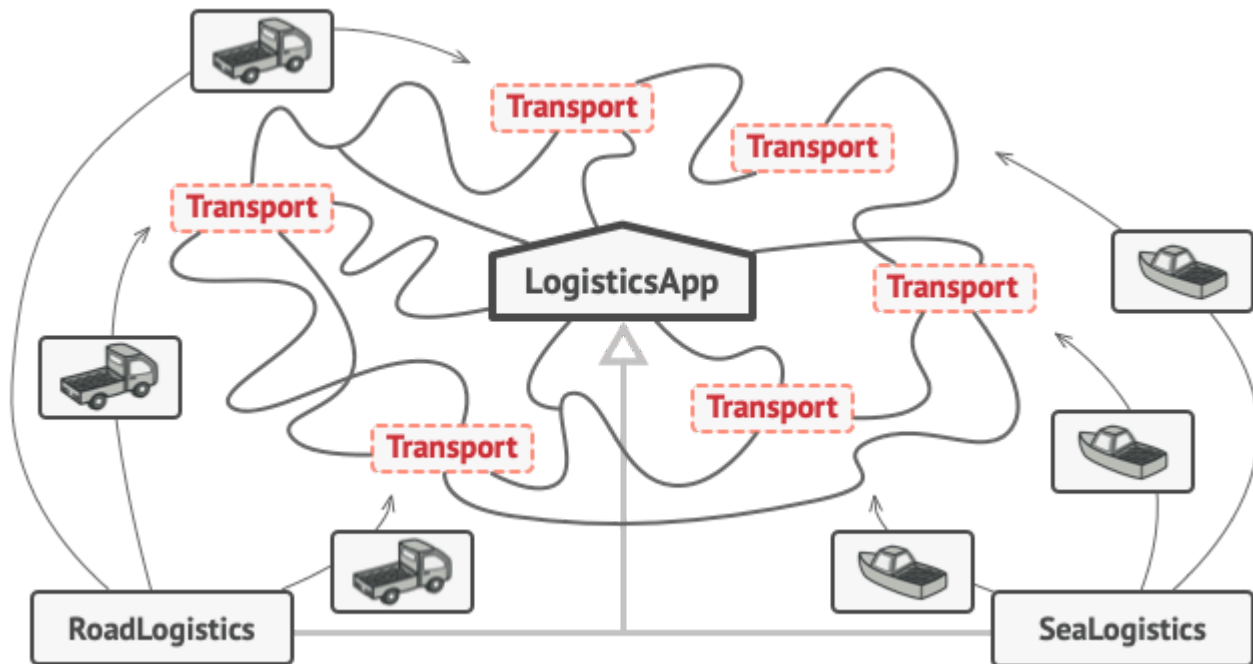 Transport
Transport
Transport
LogisticsApp
Transport
Transport
Transport
RoadLogistics
SeaLogistics